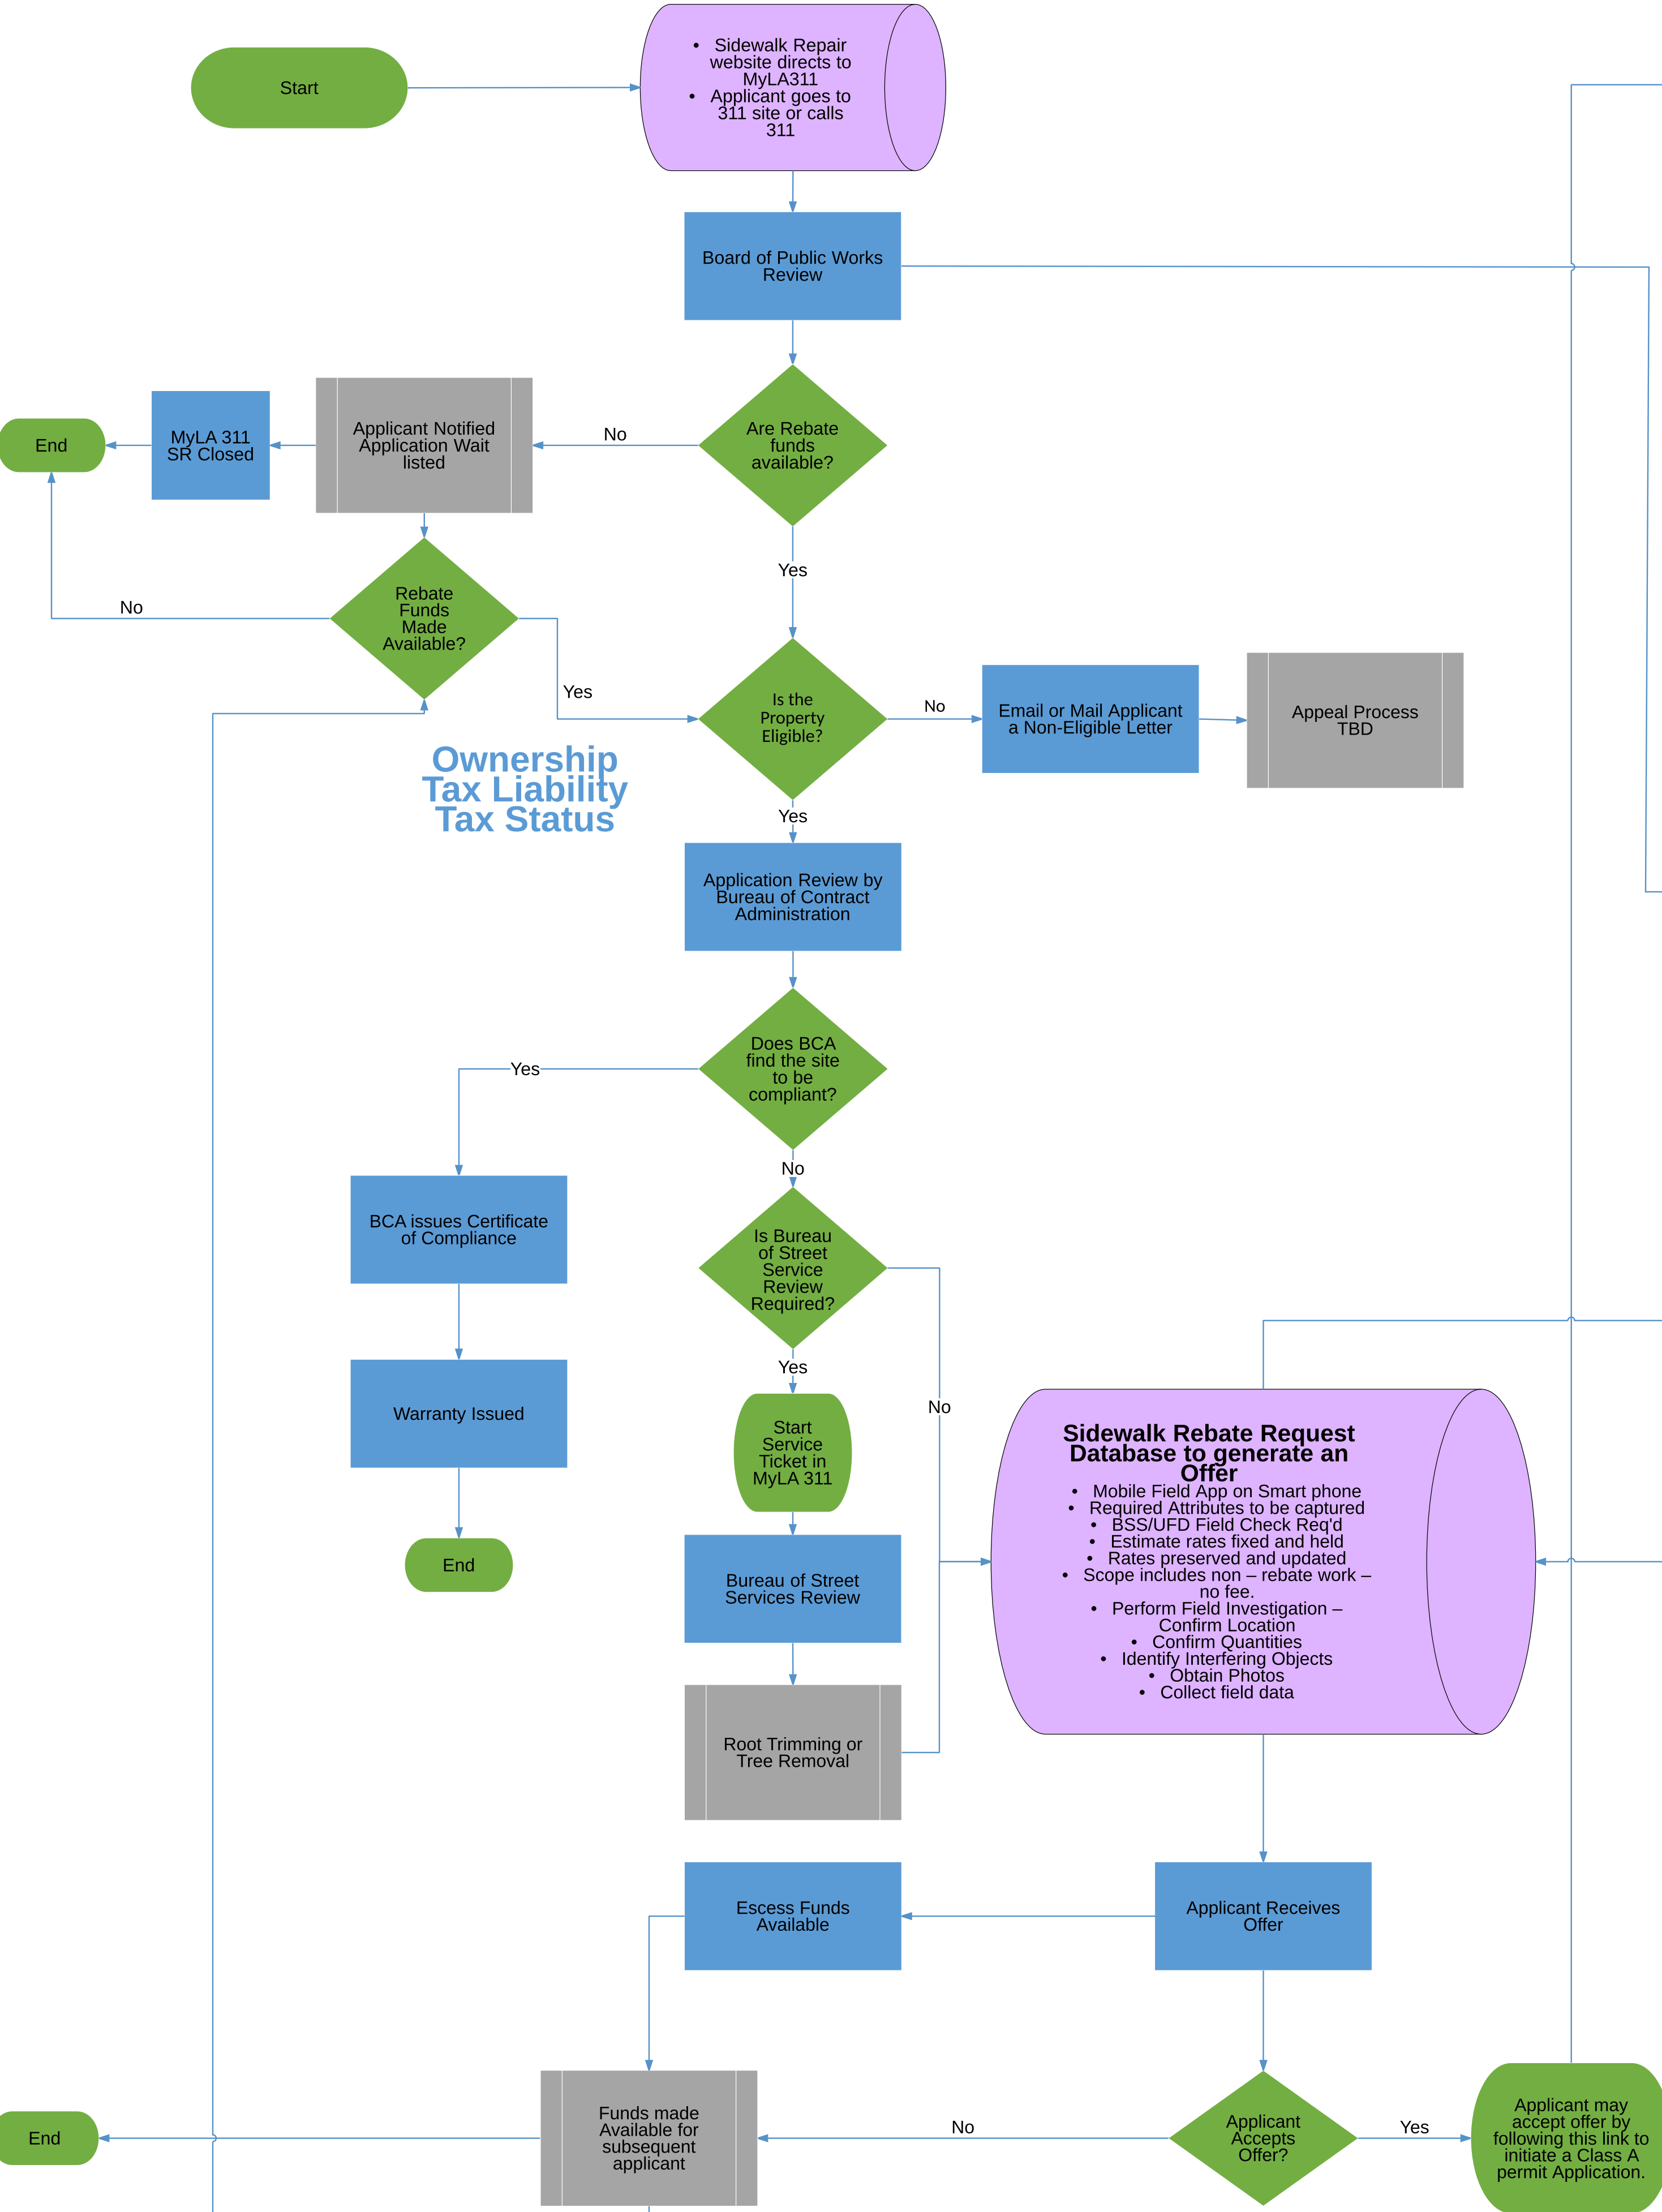 Start
• Sidewalk Repair
website directs to
MyLA311
• Applicant goes to
311 site or calls
311
Board of Public Works
Review
End
MyLA 311
SR Closed
Applicant Notified
Application Wait
listed
No
Are Rebate
funds
available?
Yes
Rebate
Funds
Made
Available?
No
Yes
Is the
Property
Eligible?
No
Email or Mail Applicant
a Non-Eligible Letter
Appeal Process
TBD
Ownership
Tax Liability
Tax Status
Yes
Application Review by
Bureau of Contract
Administration
Does BCA
find the site
to be
compliant?
Yes
No
BCA issues Certificate
of Compliance
Is Bureau
of Street
Service
Review
Required?
Yes
No
Warranty Issued
Start
Service
Ticket in
MyLA 311
End
Bureau of Street
Services Review
Root Trimming or
Tree Removal
Sidewalk Rebate Request
Database to generate an
Offer
• Mobile Field App on Smart phone
• Required Attributes to be captured
• BSS/UFD Field Check Req'd
• Estimate rates fixed and held
• Rates preserved and updated
• Scope includes non – rebate work –
no fee.
• Perform Field Investigation –
Confirm Location
• Confirm Quantities
• Identify Interfering Objects
• Obtain Photos
• Collect field data
Escess Funds
Available
Applicant Receives
Offer
End
Funds made
Available for
subsequent
applicant
No
Applicant
Accepts
Offer?
Yes
Applicant may
accept offer by
following this link to
initiate a Class A
permit Application.